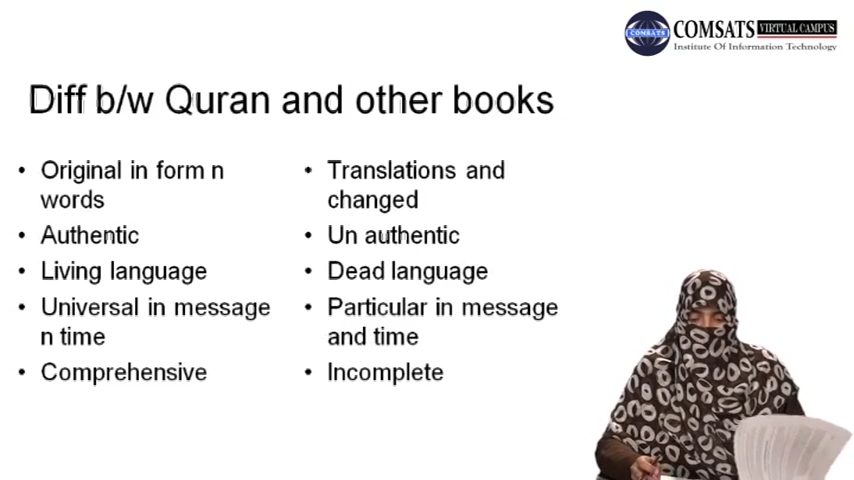 COMSATS VIRTUAL CAMPUS
Institute Of Information Technology
COMSATS
Diff b/w Quran and other books
• Original in form n
words
• Authentic
• Living language
• Universal in message
n time
• Comprehensive
• Translations and
changed
• Un authentic
• Dead language
• Particular in message
and time
• Incomplete